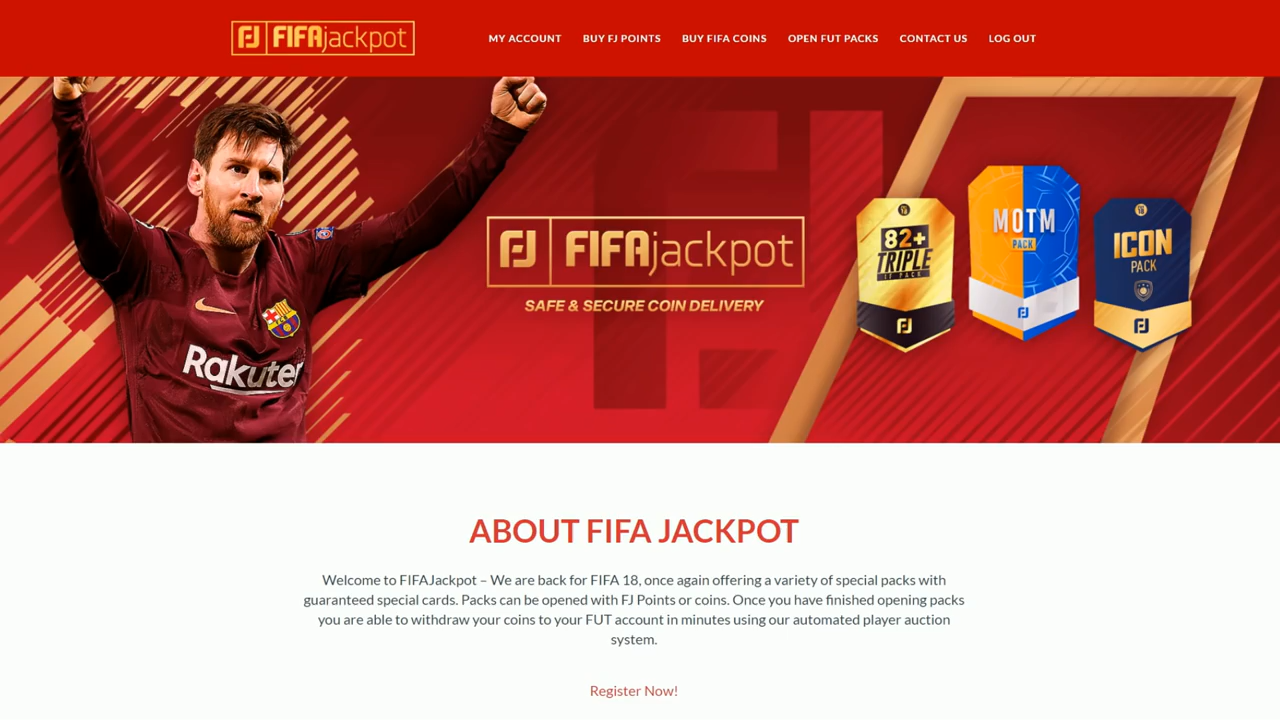 FJ FIFAjackpot
MY ACCOUNT BUY FJ POINTS BUY FIFA COINS OPEN FUT PACKS CONTACT US LOG OUT
FJ FIFAjackpot
SAFE & SECURE COIN DELIVERY
Rakuten
82+
TRIPLE
IF PACK
FJ
MOTM
PACK
FJ
ICON
PACK
FJ
ABOUT FIFA JACKPOT
Welcome to FIFAJackpot – We are back for FIFA 18, once again offering a variety of special packs with
guaranteed special cards. Packs can be opened with FJ Points or coins. Once you have finished opening packs
you are able to withdraw your coins to your FUT account in minutes using our automated player auction
system.
Register Now!